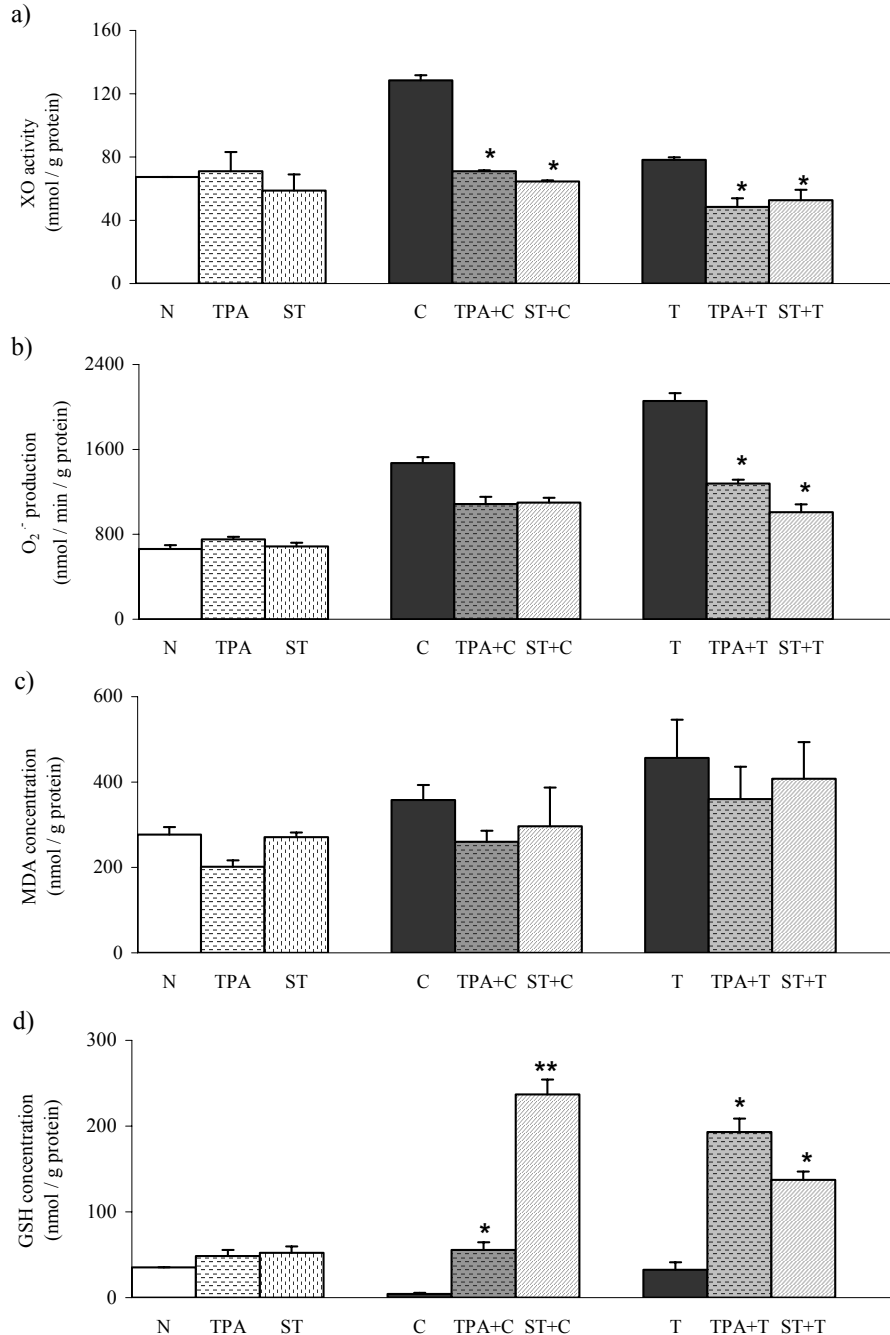 a)
160
120
80
40
0
XO activity
(mmol / g protein)
* * * *
N TPA ST C TPA+C ST+C T TPA+T ST+T
b)
2400
1600
800
0
O₂·⁻ production
(nmol / min / g protein)
* *
N TPA ST C TPA+C ST+C T TPA+T ST+T
c)
600
400
200
0
MDA concentration
(nmol / g protein)
N TPA ST C TPA+C ST+C T TPA+T ST+T
d)
300
200
100
0
GSH concentration
(nmol / g protein)
* ** * *
N TPA ST C TPA+C ST+C T TPA+T ST+T